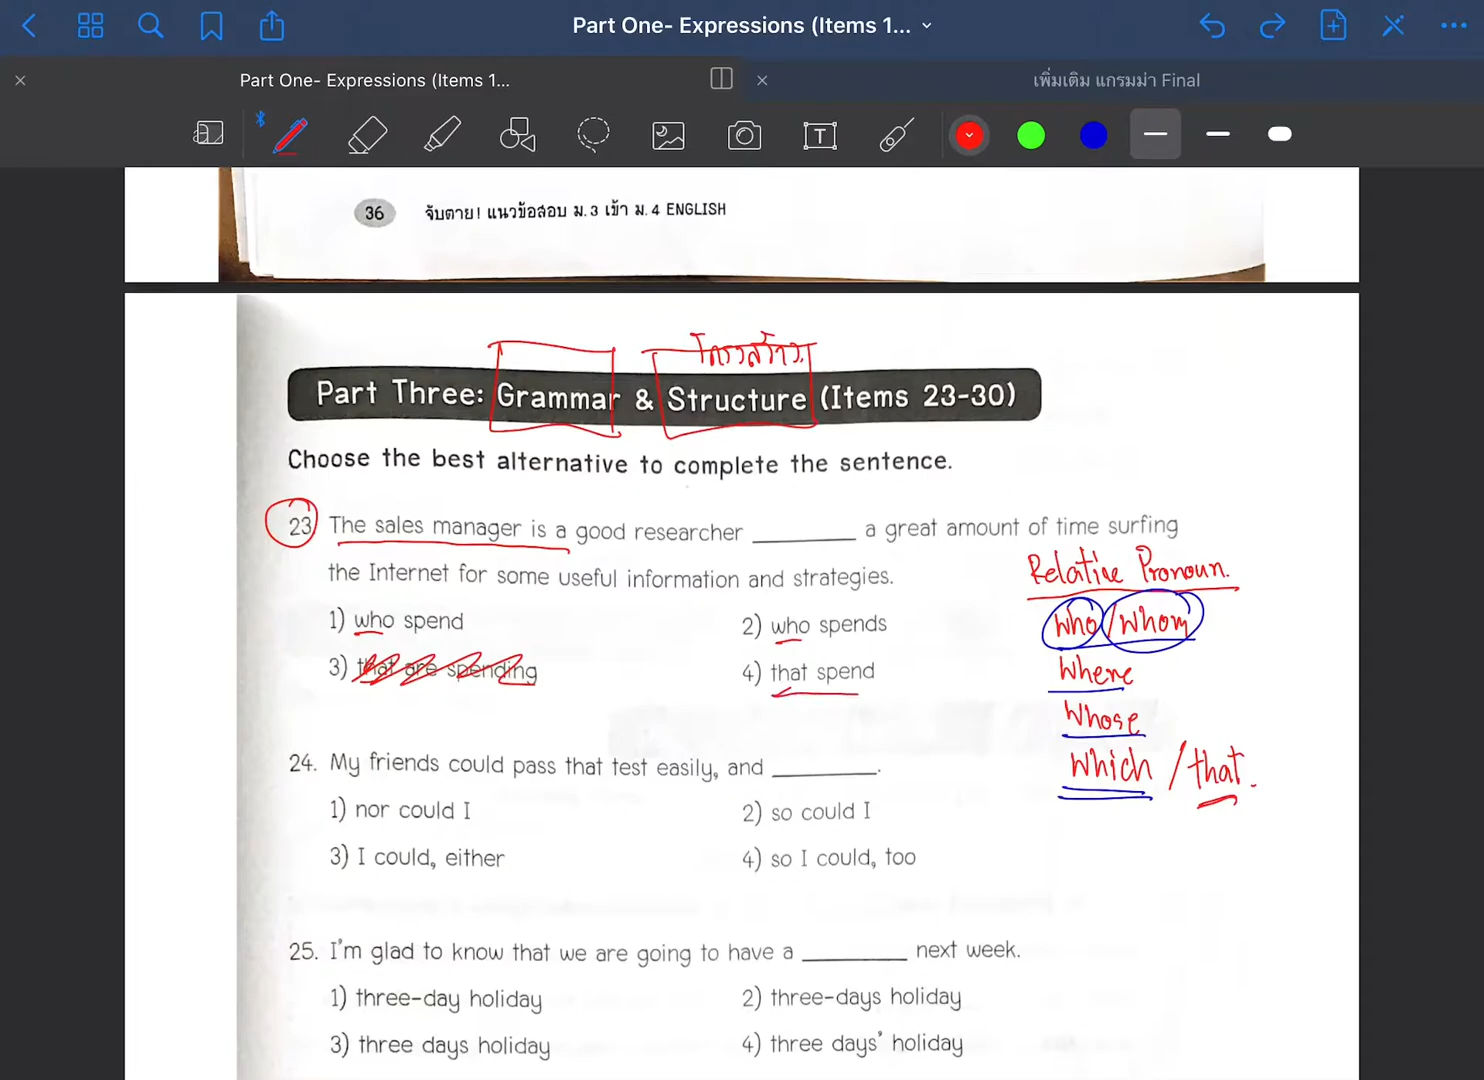 Part One- Expressions (Items 1...
Part One- Expressions (Items 1...
เพิ่มเติม แกรมม่า Final
36 จับตาย! แนวข้อสอบ ม.3 เข้า ม.4 ENGLISH
โครงสร้าง
Part Three: Grammar & Structure (Items 23-30)
Choose the best alternative to complete the sentence.
23. The sales manager is a good researcher ________ a great amount of time surfing
the Internet for some useful information and strategies.
1) who spend
2) who spends
3) that are spending
4) that spend
Relative Pronoun.
Who/Whom
Where
Whose
Which / that.
24. My friends could pass that test easily, and ________.
1) nor could I
2) so could I
3) I could, either
4) so I could, too
25. I'm glad to know that we are going to have a ________ next week.
1) three-day holiday
2) three-days holiday
3) three days holiday
4) three days' holiday